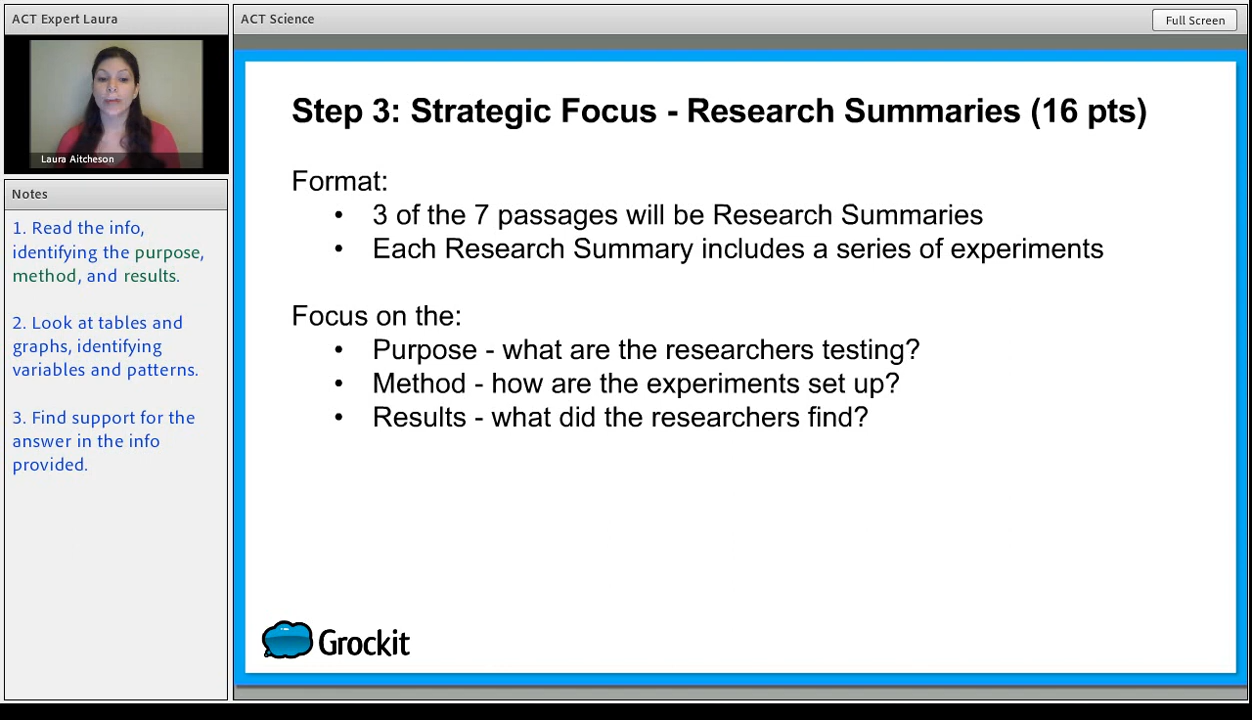 ACT Expert Laura
Laura Aitcheson
Notes
1. Read the info,
identifying the purpose,
method, and results.
2. Look at tables and
graphs, identifying
variables and patterns.
3. Find support for the
answer in the info
provided.
ACT Science
Full Screen
Step 3: Strategic Focus - Research Summaries (16 pts)
Format:
• 3 of the 7 passages will be Research Summaries
• Each Research Summary includes a series of experiments
Focus on the:
• Purpose - what are the researchers testing?
• Method - how are the experiments set up?
• Results - what did the researchers find?
Grockit